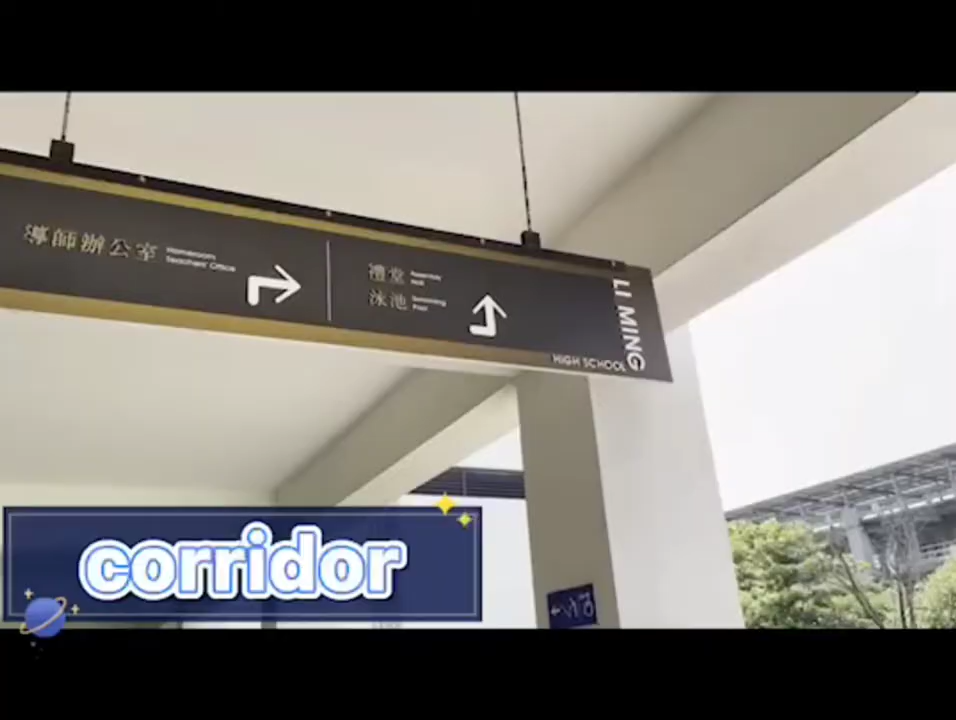 導師辦公室
Homeroom
Teachers' Office
禮堂
Assembly
Hall
泳池
Swimming
Pool
LI MING
HIGH SCHOOL
corridor